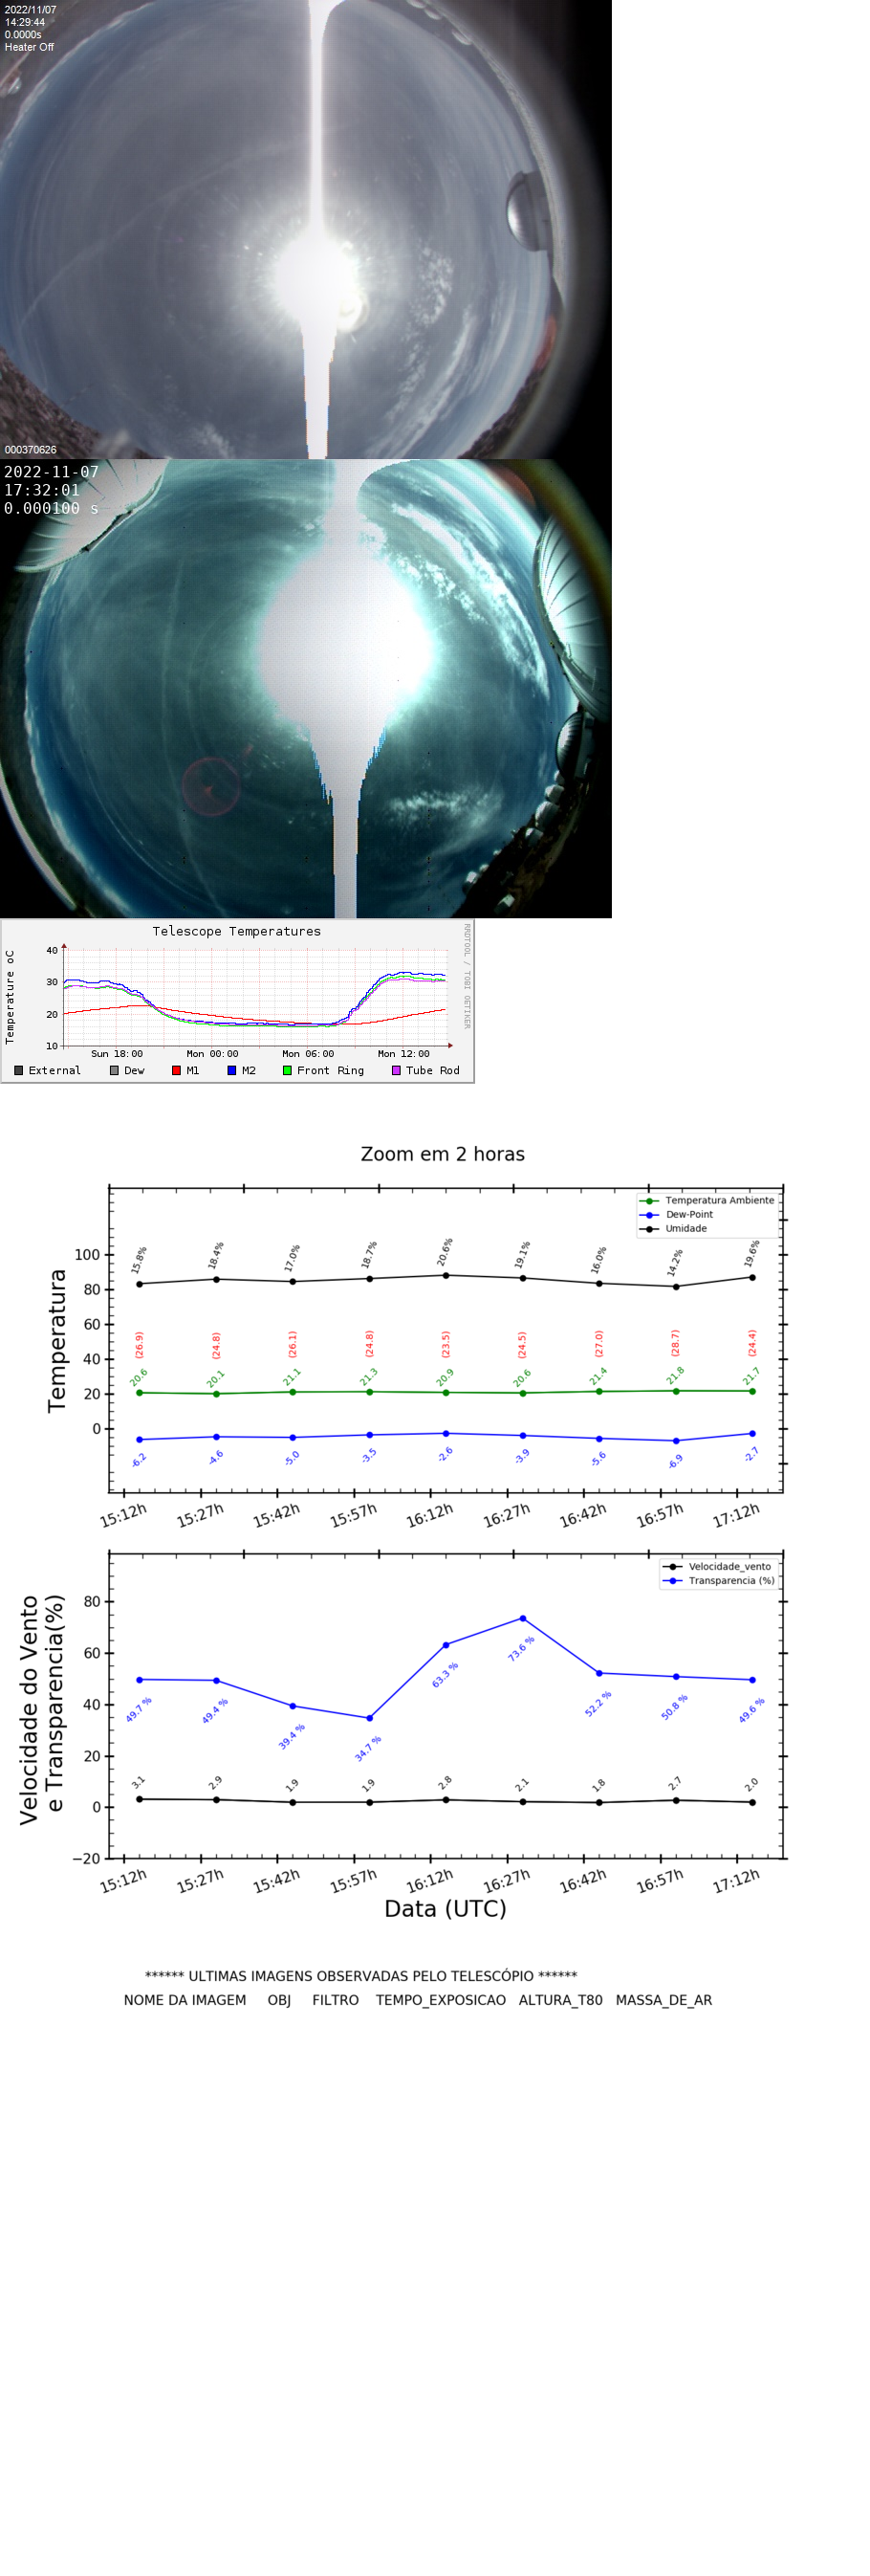 2022/11/07
14:29:44
0.0000s
Heater Off
000370626
2022-11-07
17:32:01
0.000100 s
Telescope Temperatures
RRDTOOL / TOBI OETIKER
Temperature oC
40
30
20
10
Sun 18:00 Mon 00:00 Mon 06:00 Mon 12:00
External Dew M1 M2 Front Ring Tube Rod
Zoom em 2 horas
Temperatura
Temperatura Ambiente
Dew-Point
Umidade
100
80
60
40
20
0
15.8% 18.4% 17.0% 18.7% 20.6% 19.1% 16.0% 14.2% 19.6%
(26.9) (24.8) (26.1) (24.8) (23.5) (24.5) (27.0) (28.7) (24.4)
20.6 20.1 21.1 21.3 20.9 20.6 21.4 21.8 21.7
-6.2 -4.6 -5.0 -3.5 -2.6 -3.9 -5.6 -6.9 -2.7
15:12h 15:27h 15:42h 15:57h 16:12h 16:27h 16:42h 16:57h 17:12h
Velocidade do Vento
e Transparencia(%)
Velocidade_vento
Transparencia (%)
80
60
40
20
0
−20
49.7 % 49.4 % 39.4 % 34.7 % 63.3 % 73.6 % 52.2 % 50.8 % 49.6 %
3.1 2.9 1.9 1.9 2.8 2.1 1.8 2.7 2.0
15:12h 15:27h 15:42h 15:57h 16:12h 16:27h 16:42h 16:57h 17:12h
Data (UTC)
****** ULTIMAS IMAGENS OBSERVADAS PELO TELESCÓPIO ******
NOME DA IMAGEM OBJ FILTRO TEMPO_EXPOSICAO ALTURA_T80 MASSA_DE_AR